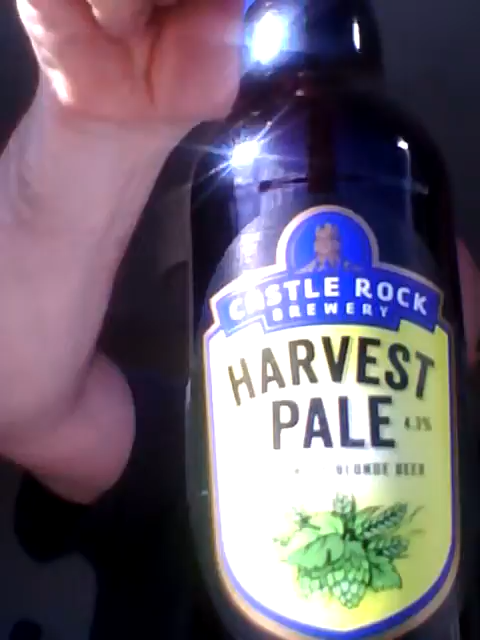 CASTLE ROCK
BREWERY
HARVEST
PALE 4.3%
BLONDE BEER